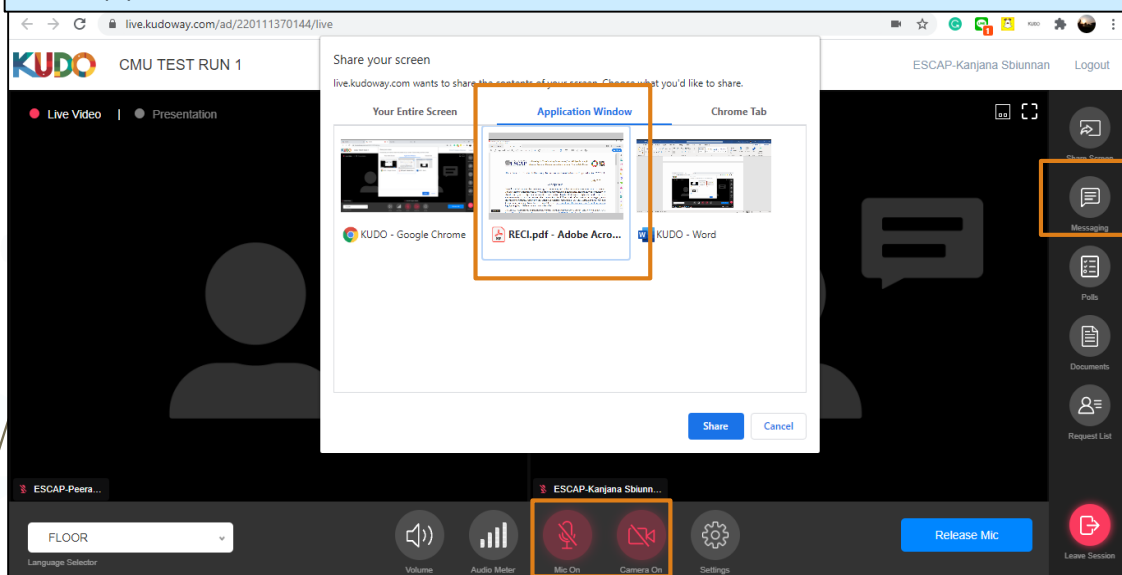 live.kudoway.com/ad/220111370144/live
KUDO
CMU TEST RUN 1
ESCAP-Kanjana Sbiunnan
Logout
Share your screen
live.kudoway.com wants to share the contents of your screen. Choose what you'd like to share.
Your Entire Screen
Application Window
Chrome Tab
Live Video | Presentation
KUDO - Google Chrome
RECI.pdf - Adobe Acro...
KUDO - Word
Share
Cancel
Share Screen
Messaging
Polls
Documents
Request List
Leave Session
ESCAP-Peera...
ESCAP-Kanjana Sbiunn...
FLOOR
Language Selector
Volume
Audio Meter
Mic On
Camera On
Settings
Release Mic